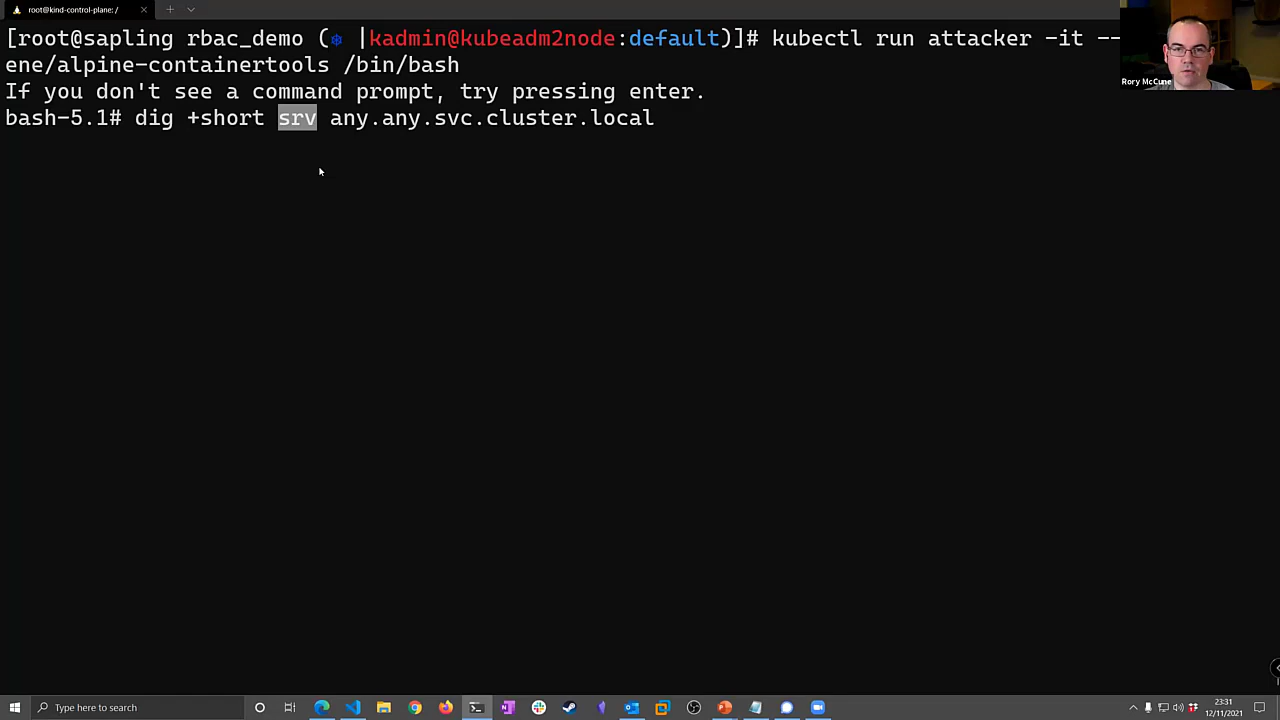 root@kind-control-plane: /
[root@sapling rbac_demo (⎈ |kadmin@kubeadm2node:default)]# kubectl run attacker -it --
ene/alpine-containertools /bin/bash
If you don't see a command prompt, try pressing enter.
bash-5.1# dig +short srv any.any.svc.cluster.local
Rory McCune
Type here to search
23:31
12/11/2021